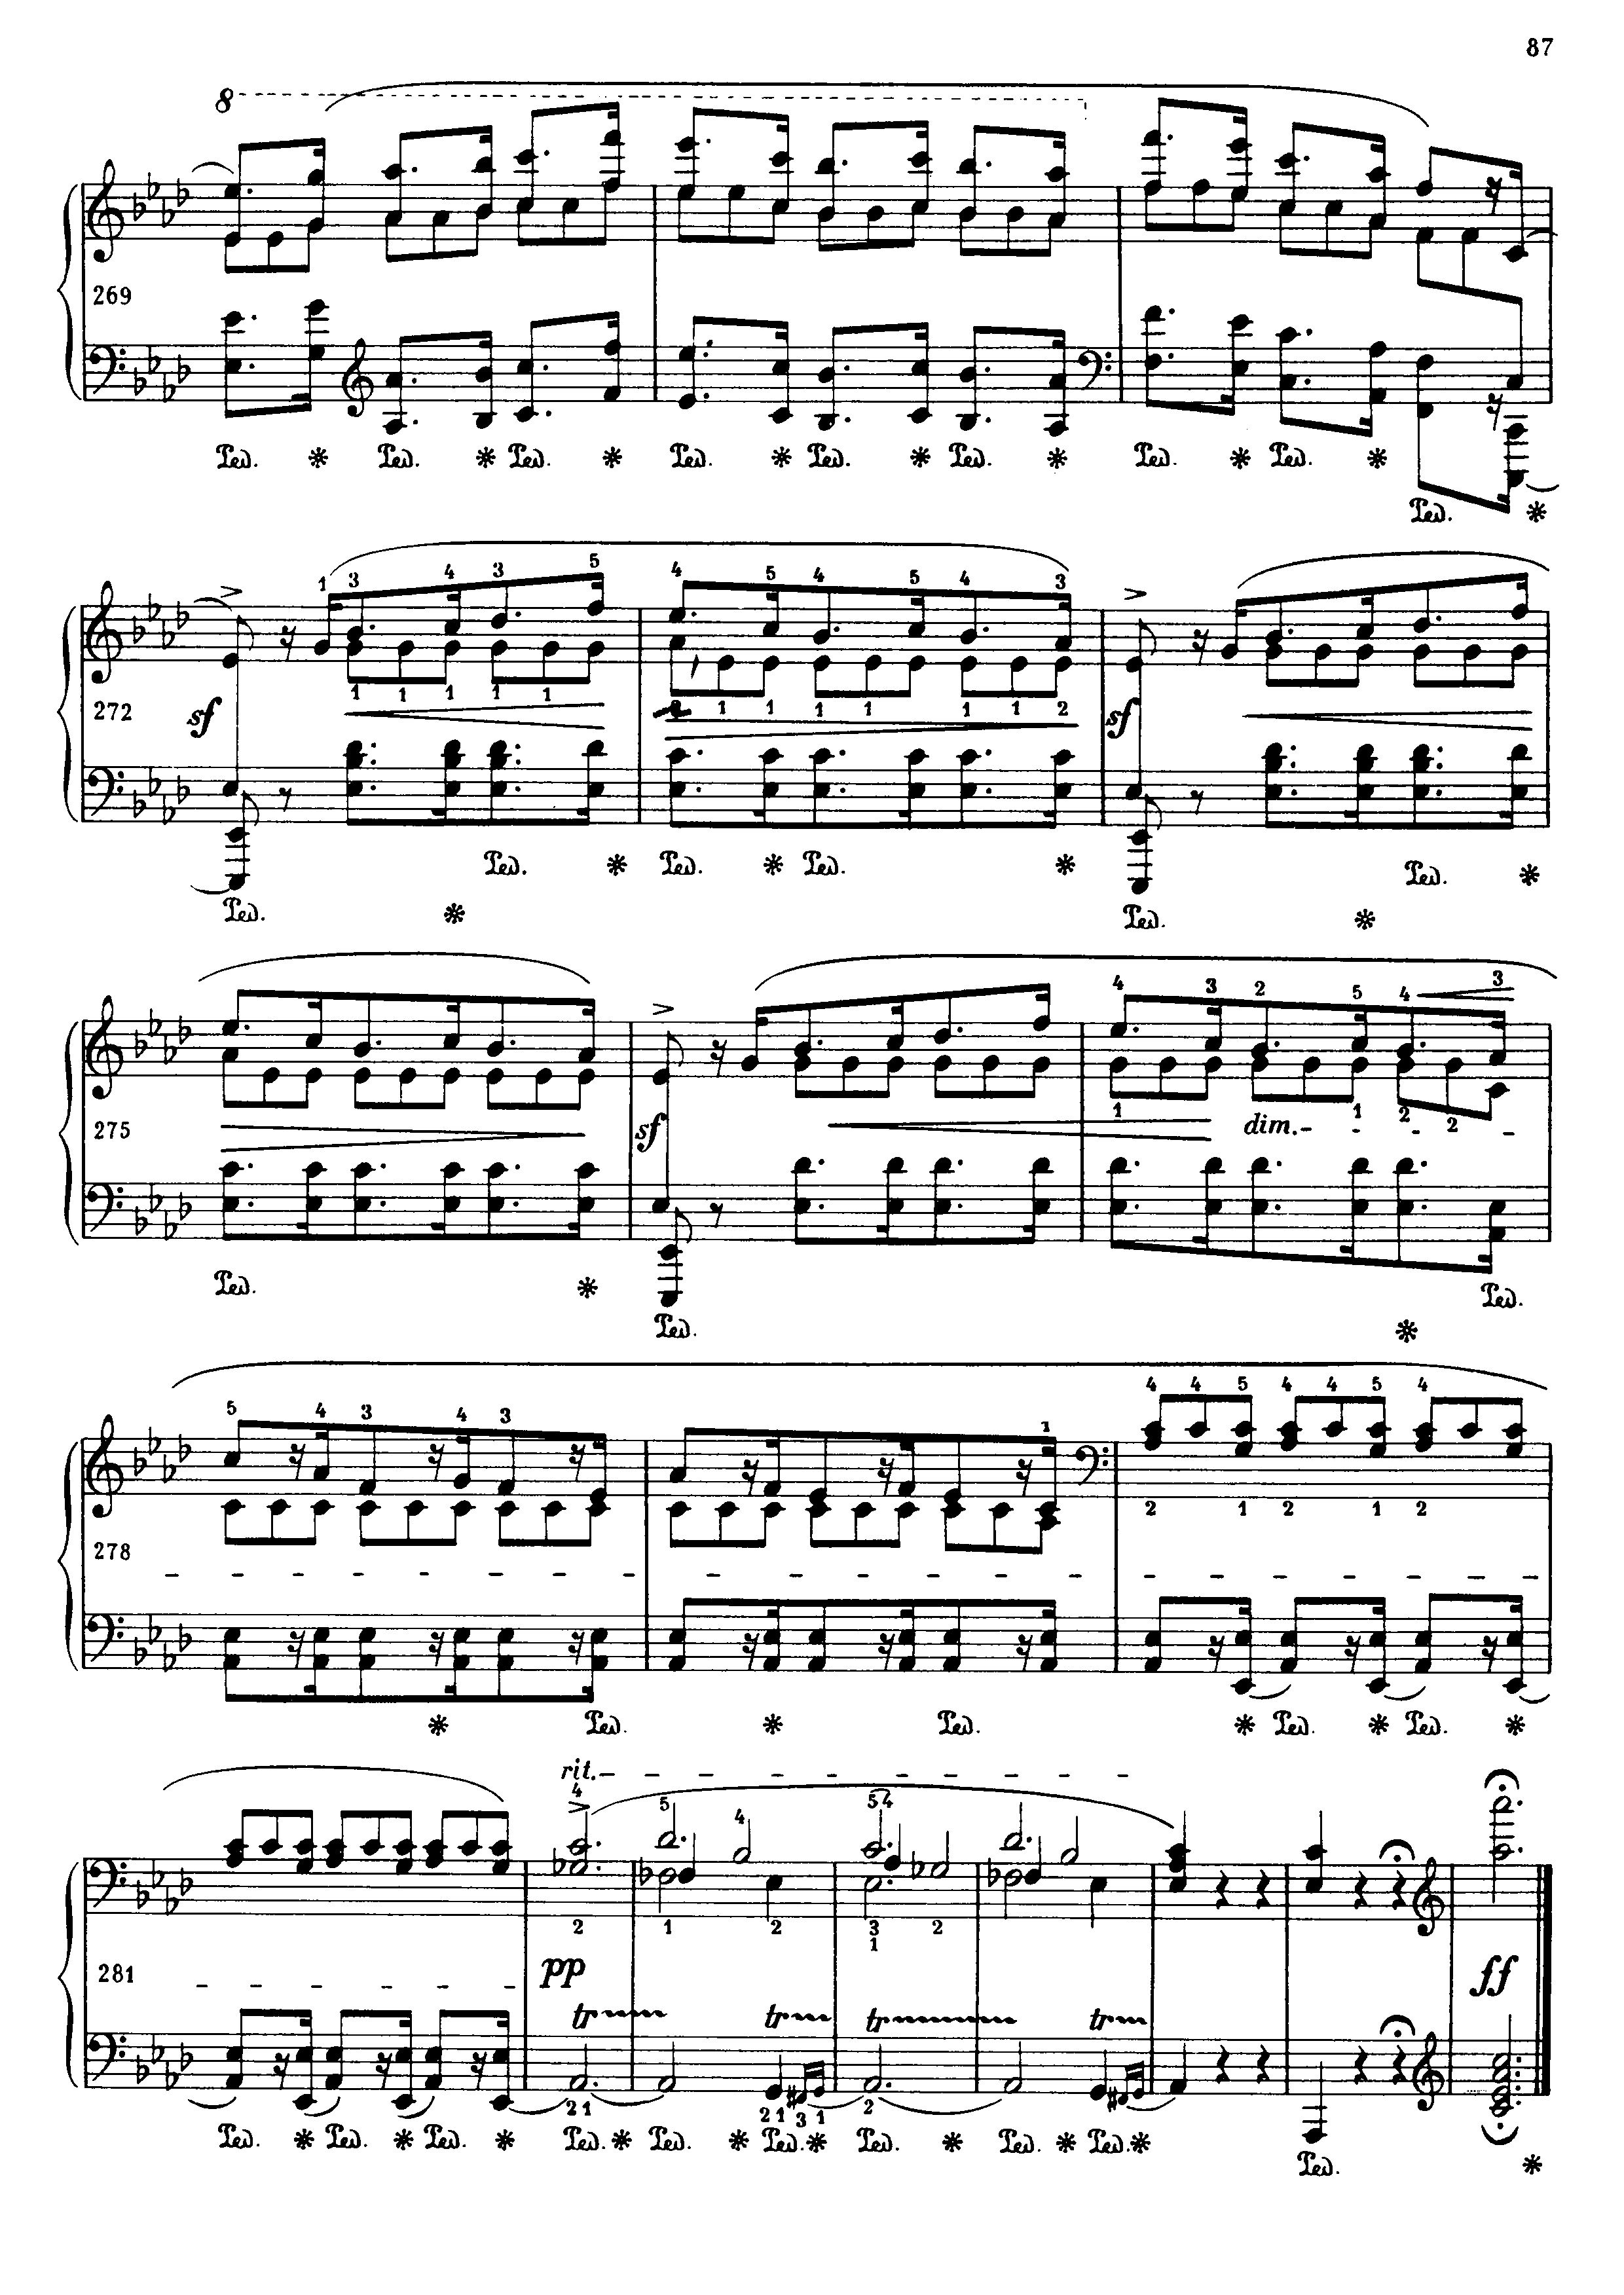 87
8
269
Ped. * Ped. * Ped. * Ped. * Ped. * Ped. * Ped. * Ped. * Ped. *
1 3 4 3 5 4 5 4 5 4 3
272
sf
1 1 1 1 1 1 1 1 1 1 1 2
sf
Ped. * Ped. * Ped. * Ped. * Ped. * Ped. *
4 3 2 5 4 3
275
sf
1 dim. 1 2 2
Ped. * Ped. * Ped.
5 4 3 4 3 1 4 4 5 4 4 5 4
2 1 2 1 2
278
* Ped. * Ped. * Ped. * Ped. *
rit.
4 5 4 5 4
2 1 2 3 1 2
281
pp
ff
tr tr tr tr
2 1 2 1 3 1 2
Ped. * Ped. * Ped. * Ped. * Ped. * Ped. * Ped. * Ped. * Ped. * Ped. *